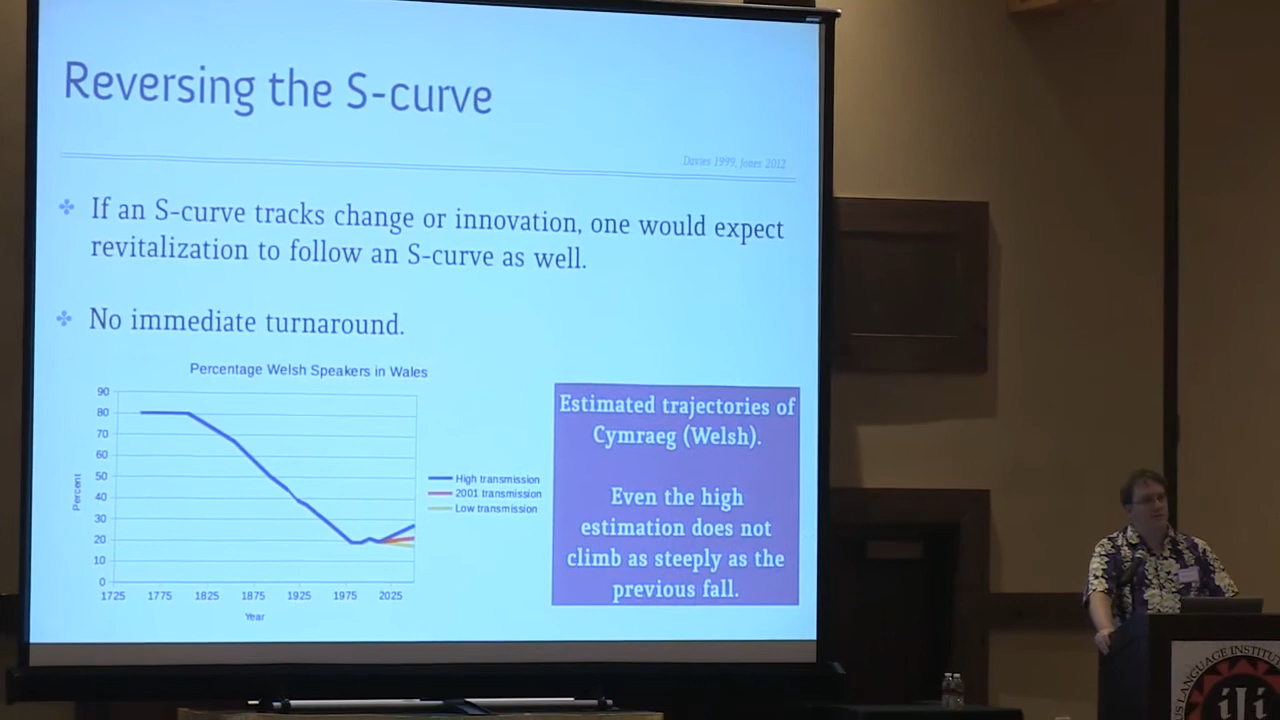 Reversing the S-curve
Davies 1999, Jones 2012
If an S-curve tracks change or innovation, one would expect
revitalization to follow an S-curve as well.
No immediate turnaround.
Percentage Welsh Speakers in Wales
90
80
70
60
50
40
30
20
10
0
Percent
1725 1775 1825 1875 1925 1975 2025
Year
High transmission
2001 transmission
Low transmission
Estimated trajectories of
Cymraeg (Welsh).
Even the high
estimation does not
climb as steeply as the
previous fall.
LANGUAGE
ili